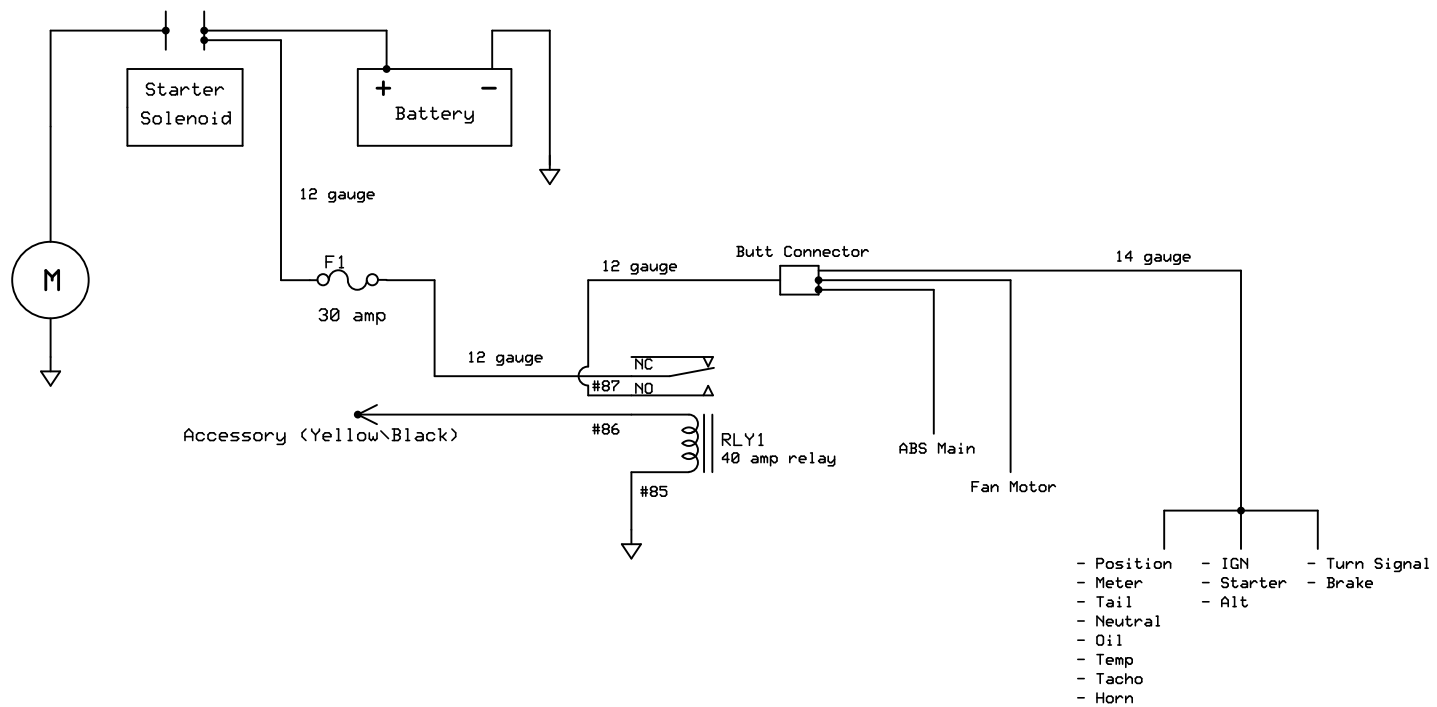 Starter
Solenoid
+ -
Battery
12 gauge
M
F1
30 amp
12 gauge
Butt Connector
12 gauge
14 gauge
NC
#87 NO
Accessory (Yellow\Black)
#86
RLY1
40 amp relay
#85
ABS Main
Fan Motor
- Position
- Meter
- Tail
- Neutral
- Oil
- Temp
- Tacho
- Horn
- IGN
- Starter
- Alt
- Turn Signal
- Brake